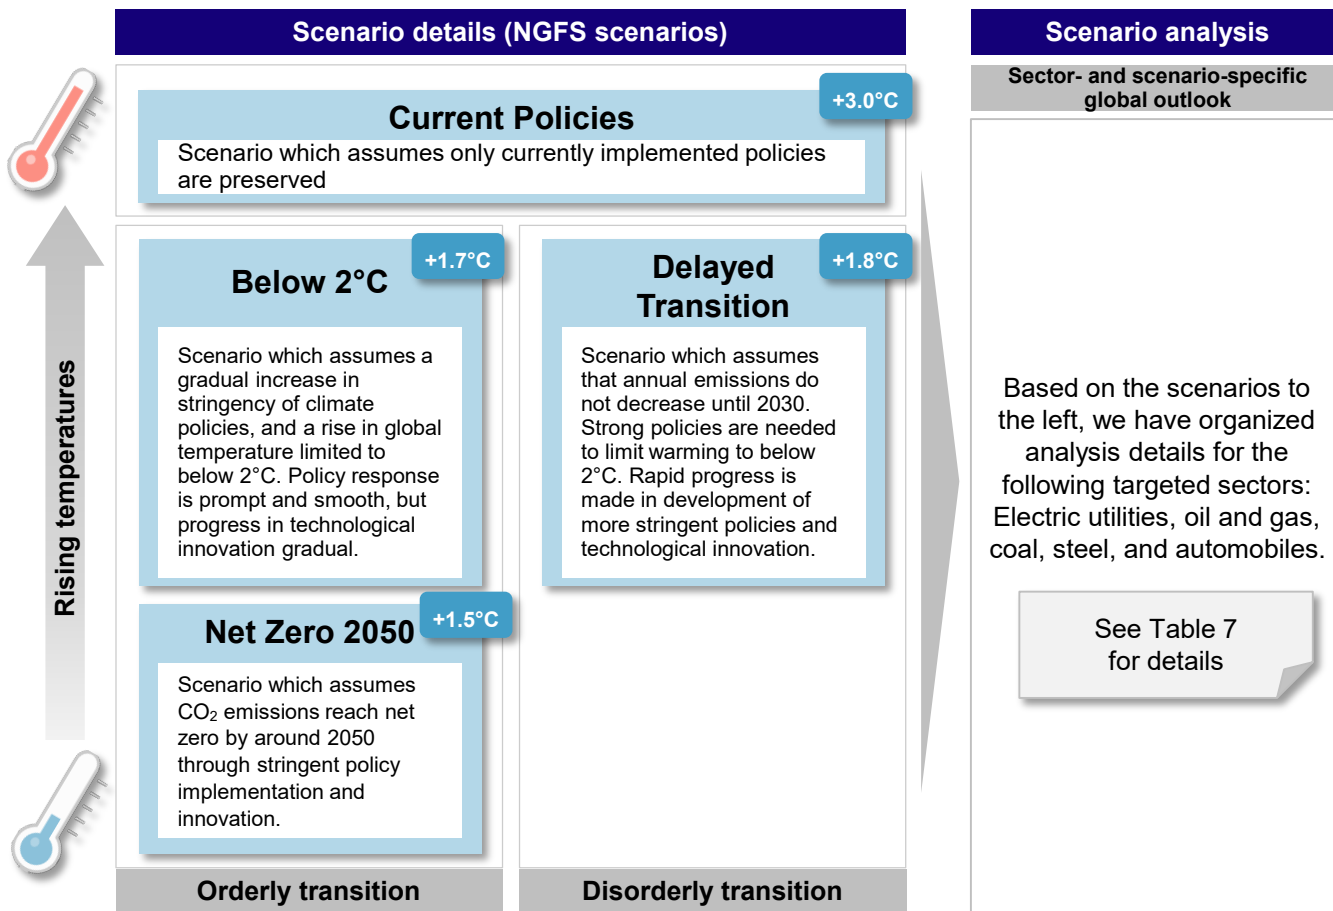 Scenario details (NGFS scenarios)
Current Policies
+3.0°C
Scenario which assumes only currently implemented policies
are preserved
Rising temperatures
Below 2°C
+1.7°C
Scenario which assumes a
gradual increase in
stringency of climate
policies, and a rise in global
temperature limited to
below 2°C. Policy response
is prompt and smooth, but
progress in technological
innovation gradual.
Net Zero 2050
+1.5°C
Scenario which assumes
CO₂ emissions reach net
zero by around 2050
through stringent policy
implementation and
innovation.
Orderly transition
Delayed
Transition
+1.8°C
Scenario which assumes
that annual emissions do
not decrease until 2030.
Strong policies are needed
to limit warming to below
2°C. Rapid progress is
made in development of
more stringent policies and
technological innovation.
Disorderly transition
Scenario analysis
Sector- and scenario-specific
global outlook
Based on the scenarios to
the left, we have organized
analysis details for the
following targeted sectors:
Electric utilities, oil and gas,
coal, steel, and automobiles.
See Table 7
for details